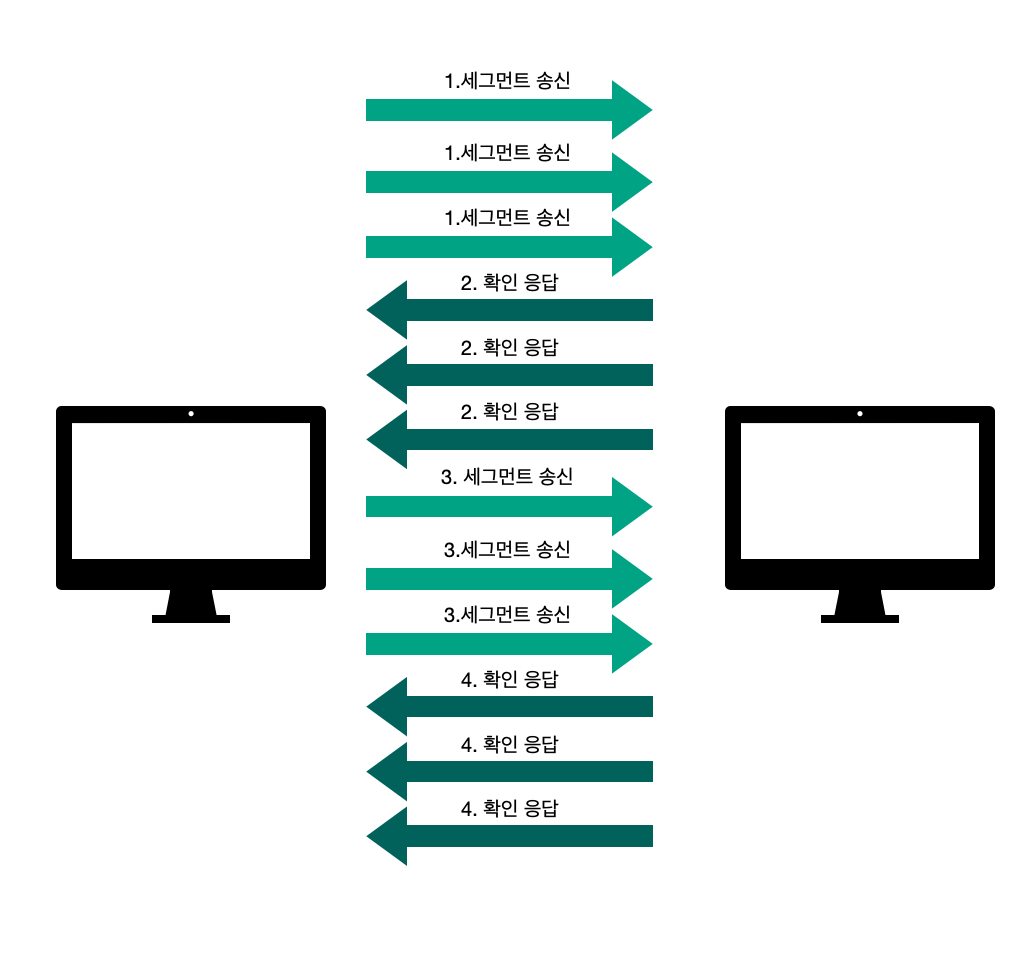 1.세그먼트 송신
1.세그먼트 송신
1.세그먼트 송신
2. 확인 응답
2. 확인 응답
2. 확인 응답
3. 세그먼트 송신
3.세그먼트 송신
3.세그먼트 송신
4. 확인 응답
4. 확인 응답
4. 확인 응답